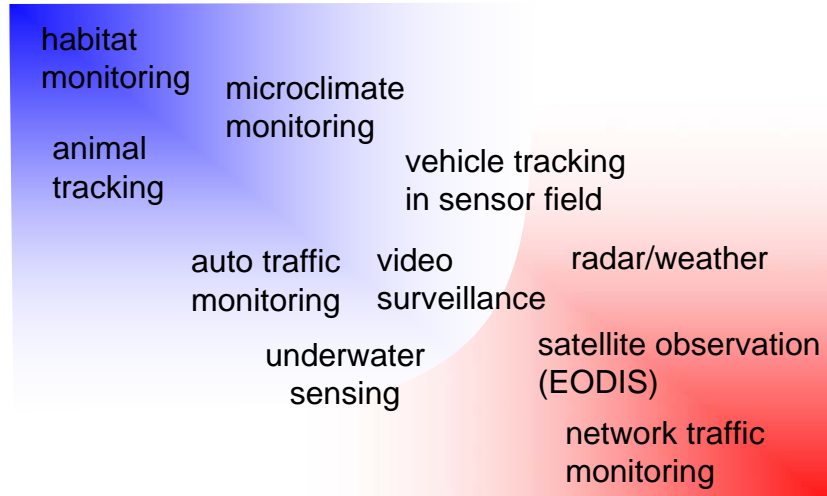 habitat
monitoring
microclimate
monitoring
animal
tracking
vehicle tracking
in sensor field
auto traffic
monitoring
video
surveillance
radar/weather
underwater
sensing
satellite observation
(EODIS)
network traffic
monitoring